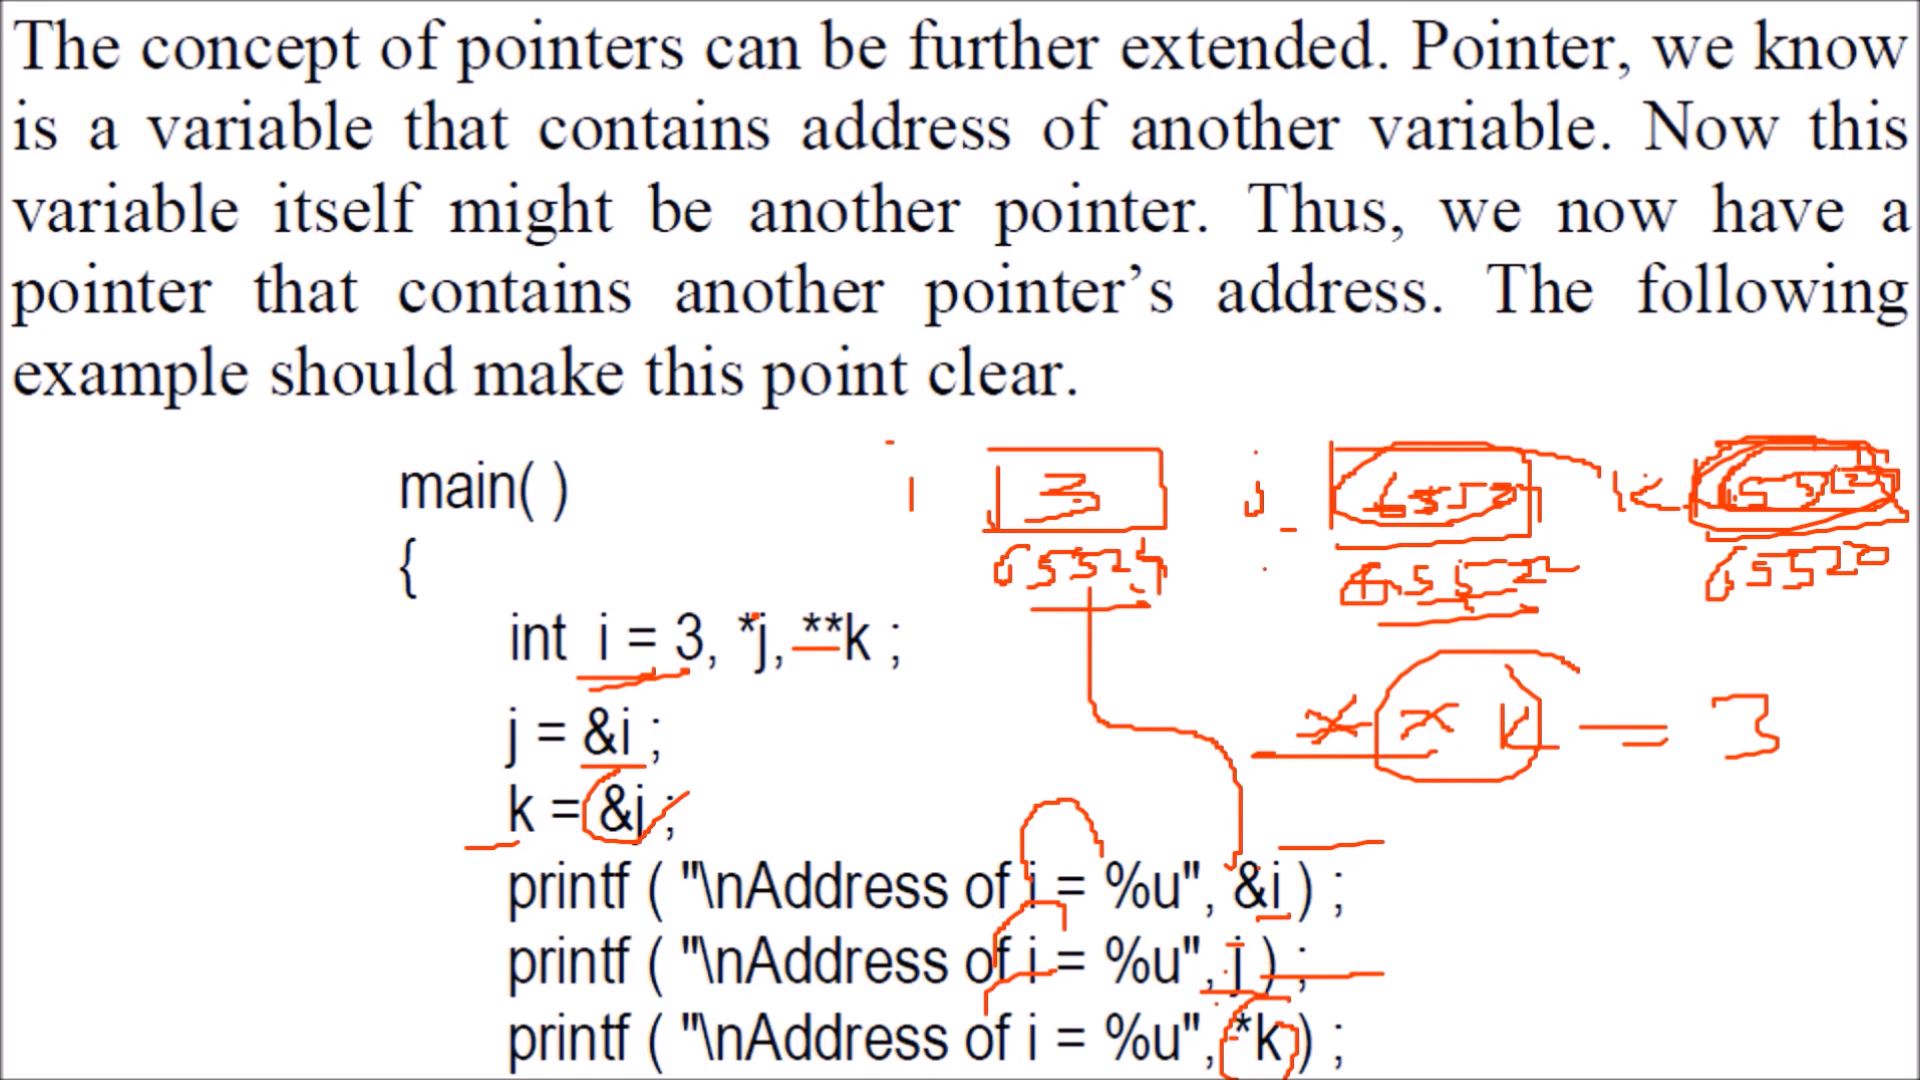 The concept of pointers can be further extended. Pointer, we know
is a variable that contains address of another variable. Now this
variable itself might be another pointer. Thus, we now have a
pointer that contains another pointer’s address. The following
example should make this point clear.
main( )
{
int i = 3, *j, **k ;
j = &i ;
k = &j ;
printf ( "\nAddress of i = %u", &i ) ;
printf ( "\nAddress of i = %u", j ) ;
printf ( "\nAddress of i = %u", *k ) ;
i 3 j k
* * k = 3